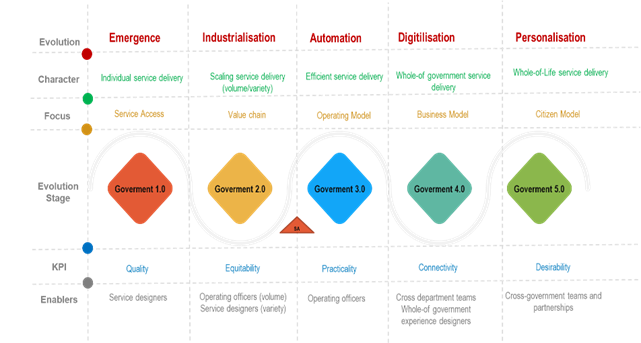 Evolution Emergence Industrialisation Automation Digitilisation Personalisation
Character Individual service delivery Scaling service delivery Efficient service delivery Whole-of government service Whole-of-Life service delivery
(volume/variety) delivery
Focus Service Access Value chain Operating Model Business Model Citizen Model
Evolution
Stage
Goverment 1.0 Goverment 2.0 Goverment 3.0 Goverment 4.0 Goverment 5.0
SA
KPI Quality Equitability Practicality Connectivity Desirability
Enablers Service designers Operating officers (volume) Operating officers Cross department teams Cross-government teams and
Service designers (variety) Whole-of government partnerships
experience designers